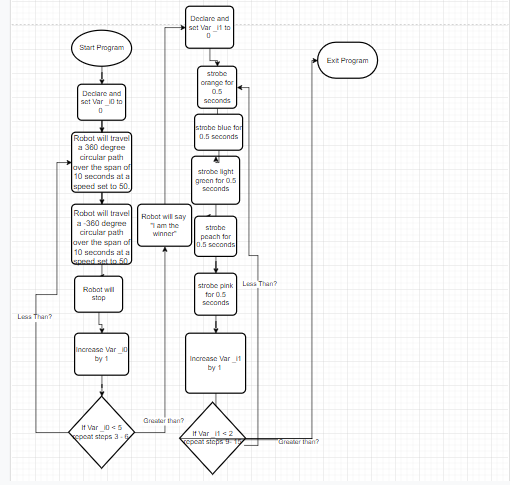 Start Program
Declare and
set Var _i0 to
0
Robot will travel
a 360 degree
circular path
over the span of
10 seconds at a
speed set to 50.
Robot will travel
a -360 degree
circular path
over the span of
10 seconds at a
speed set to 50.
Robot will
stop
Increase Var _i0
by 1
If Var _i0 < 5
repeat steps 3 - 6
Less Than?
Greater than?
Robot will say
"I am the
winner"
Declare and
set Var _i1 to
0
strobe
orange for
0.5
seconds
strobe blue for
0.5 seconds
strobe light
green for 0.5
seconds
strobe
peach for
0.5 seconds
strobe pink
for 0.5
seconds
Increase Var _i1
by 1
If Var _i1 < 2
repeat steps 9-
Less Than?
Greater than?
Exit Program